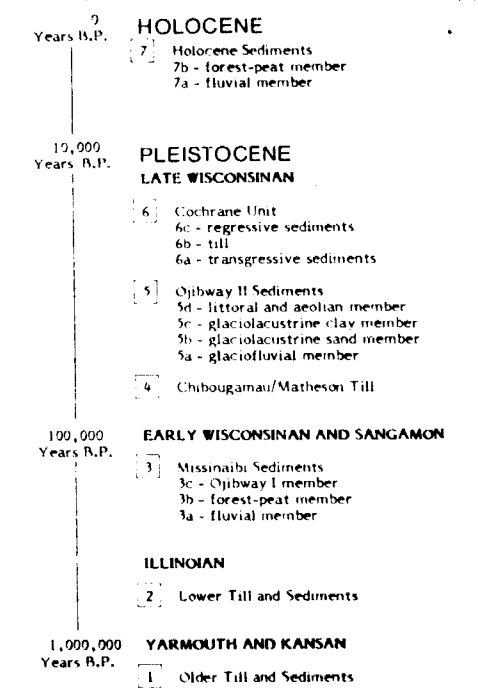 0
Years B.P.
HOLOCENE
7 Holocene Sediments
7b - forest-peat member
7a - fluvial member
10,000
Years B.P.
PLEISTOCENE
LATE WISCONSINAN
6 Cochrane Unit
6c - regressive sediments
6b - till
6a - transgressive sediments
5 Ojibway II Sediments
5d - littoral and aeolian member
5c - glaciolacustrine clay member
5b - glaciolacustrine sand member
5a - glaciofluvial member
4 Chibougamau/Matheson Till
100,000
Years B.P.
EARLY WISCONSINAN AND SANGAMON
3 Missinaibi Sediments
3c - Ojibway I member
3b - forest-peat member
3a - fluvial member
ILLINOIAN
2 Lower Till and Sediments
1,000,000
Years B.P.
YARMOUTH AND KANSAN
1 Older Till and Sediments